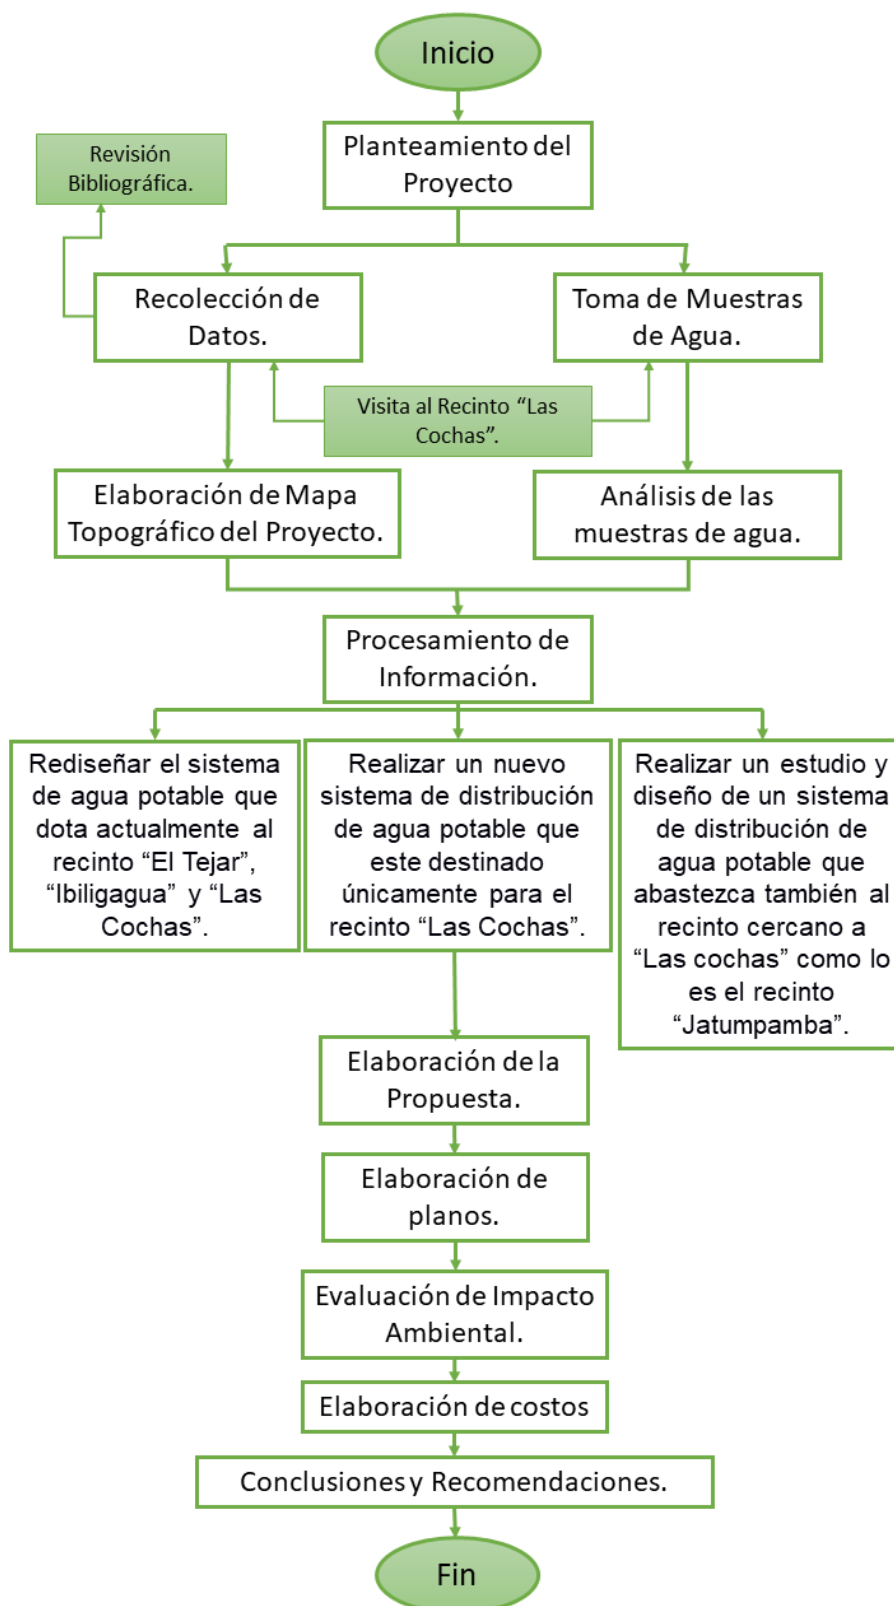 Inicio
Planteamiento del
Proyecto
Revisión
Bibliográfica.
Recolección de
Datos.
Toma de Muestras
de Agua.
Visita al Recinto “Las
Cochas”.
Elaboración de Mapa
Topográfico del Proyecto.
Análisis de las
muestras de agua.
Procesamiento de
Información.
Rediseñar el sistema
de agua potable que
dota actualmente al
recinto “El Tejar”,
“Ibiligagua” y “Las
Cochas”.
Realizar un nuevo
sistema de distribución
de agua potable que
este destinado
únicamente para el
recinto “Las Cochas”.
Realizar un estudio y
diseño de un sistema
de distribución de
agua potable que
abastezca también al
recinto cercano a
“Las cochas” como lo
es el recinto
“Jatumpamba”.
Elaboración de la
Propuesta.
Elaboración de
planos.
Evaluación de Impacto
Ambiental.
Elaboración de costos
Conclusiones y Recomendaciones.
Fin